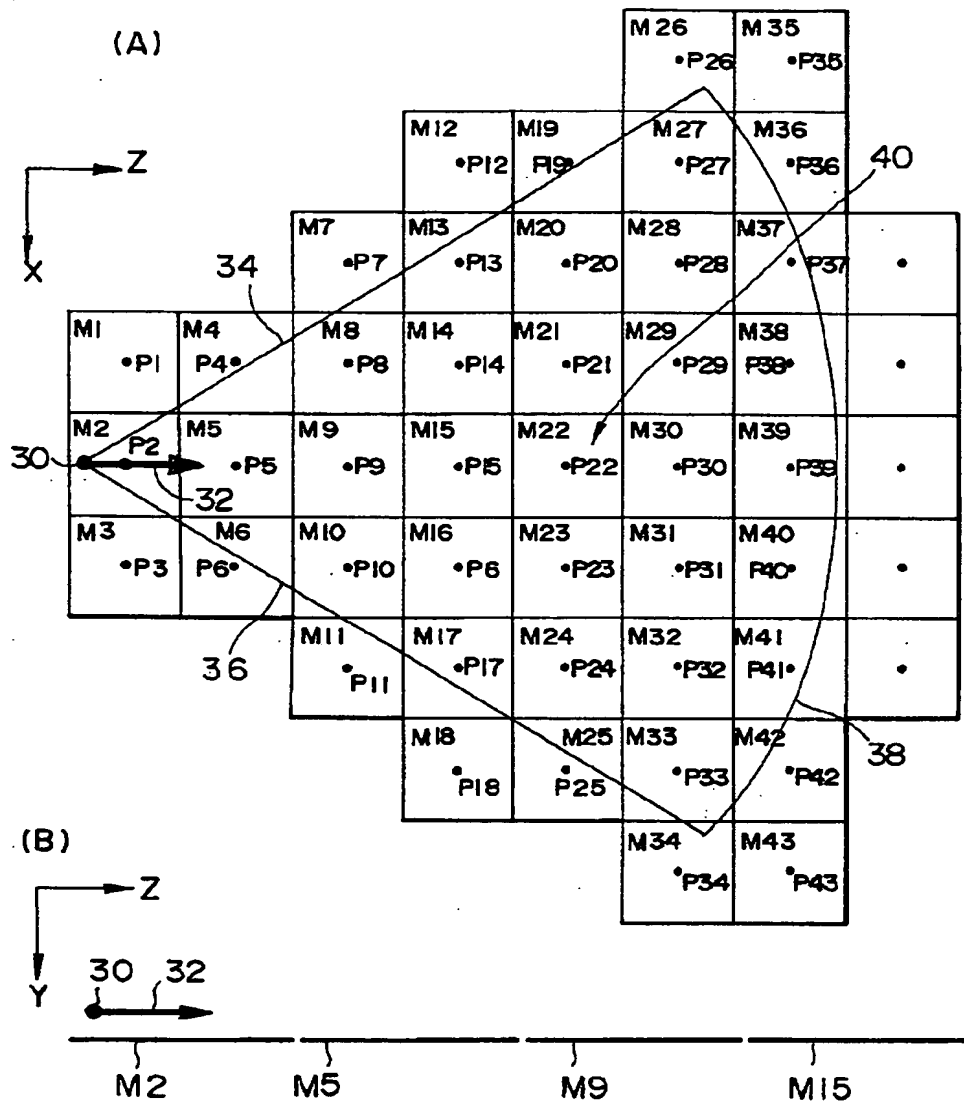 (A)
M26 M35
P26 P35
M12 M19 M27 M36
P12 P19 P27 P36
Z
40
M7 M13 M20 M28 M37
X
34
P7 P13 P20 P28 P37
M1 M4 M8 M14 M21 M29 M38
P1 P4 P8 P14 P21 P29 P38
M2 M5 M9 M15 M22 M30 M39
30 P2 P5 P9 P15 P22 P30 P39
32
M3 M6 M10 M16 M23 M31 M40
P3 P6 P10 P6 P23 P31 P40
M11 M17 M24 M32 M41
36
P11 P17 P24 P32 P41
M18 M25 M33 M42
38
P18 P25 P33 P42
(B)
M34 M43
Z
P34 P43
30 32
Y
M2 M5 M9 M15